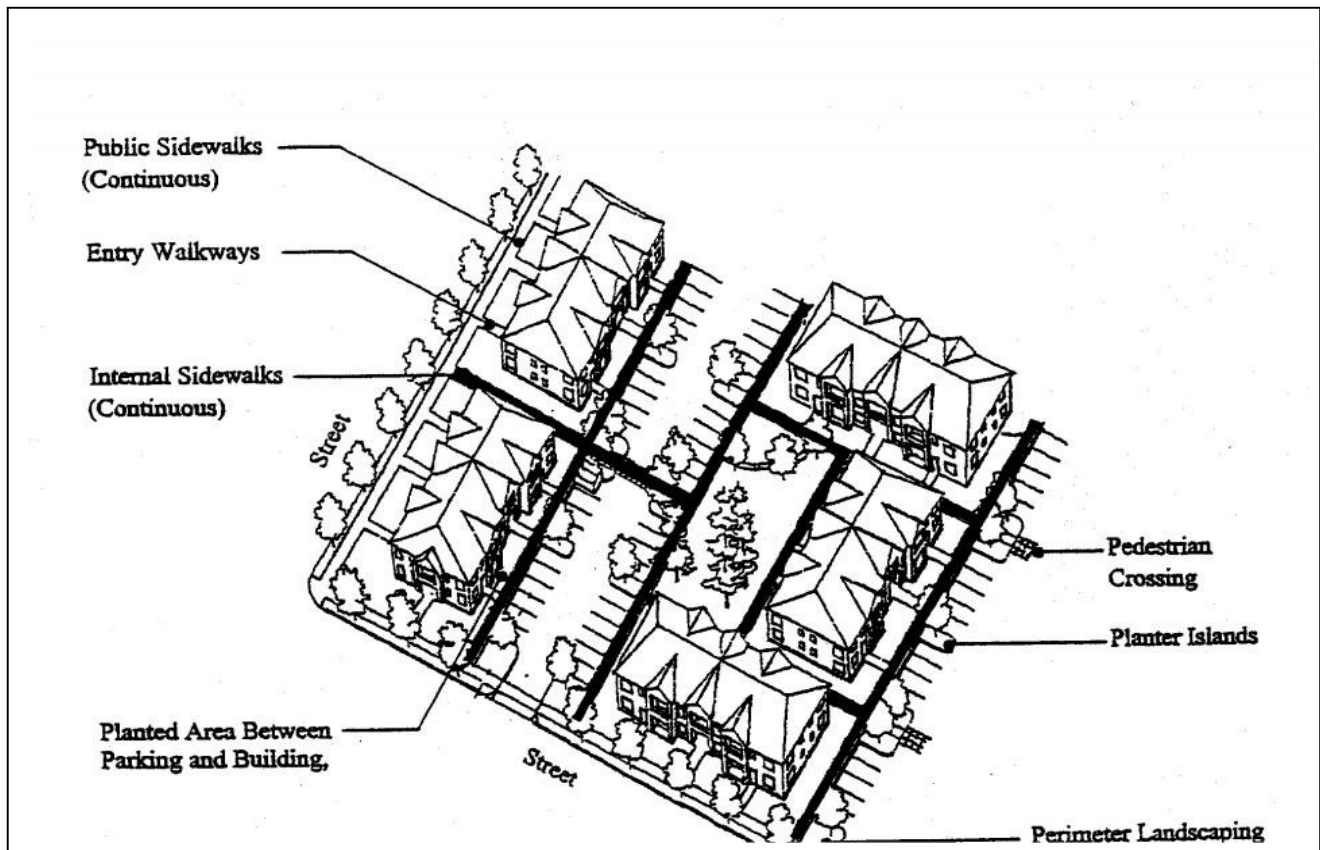 Public Sidewalks
(Continuous)
Entry Walkways
Internal Sidewalks
(Continuous)
Street
Pedestrian
Crossing
Planter Islands
Planted Area Between
Parking and Building,
Street
Perimeter Landscaping